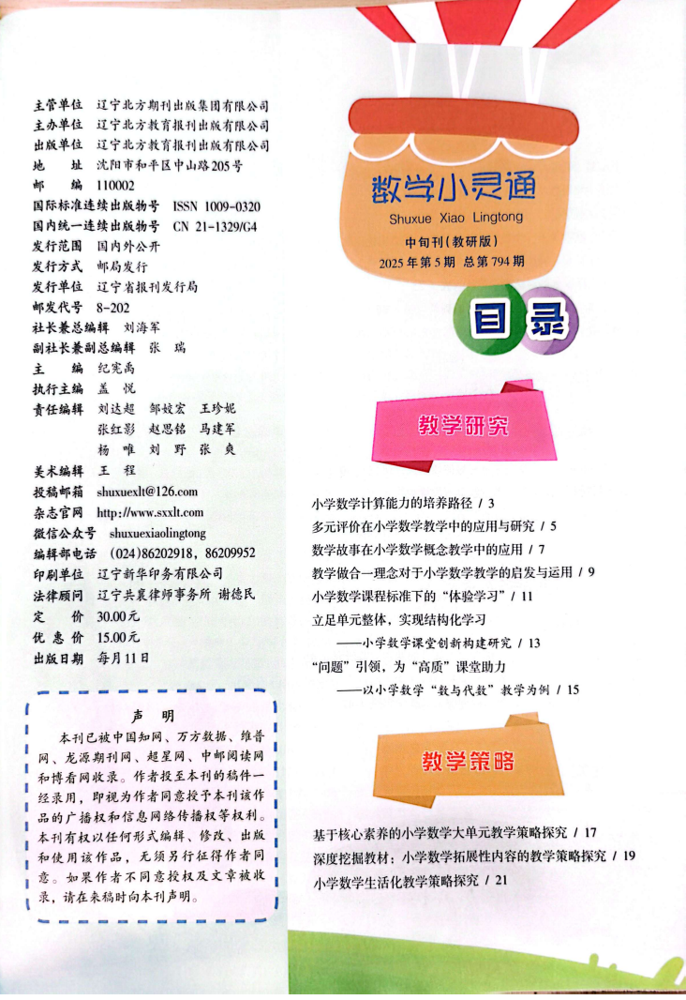 主管单位 辽宁北方期刊出版集团有限公司
主办单位 辽宁北方教育报刊出版有限公司
出版单位 辽宁北方教育报刊出版有限公司
地 址 沈阳市和平区中山路205号
邮 编 110002
国际标准连续出版物号 ISSN 1009-0320
国内统一连续出版物号 CN 21-1329/G4
发行范围 国内外公开
发行方式 邮局发行
发行单位 辽宁省报刊发行局
邮发代号 8-202
社长兼总编辑 刘海军
副社长兼副总编辑 张 瑞
主 编 纪宪禹
执行主编 盖 悦
责任编辑 刘达超 邹妏宏 王珍妮
张红影 赵思铭 马建军
杨 唯 刘 野 张 爽
美术编辑 王 程
投稿邮箱 shuxuexlt@126.com
杂志官网 http://www.sxxlt.com
微信公众号 shuxuexiaolingtong
编辑部电话 (024)86202918，86209952
印刷单位 辽宁新华印务有限公司
法律顾问 辽宁共襄律师事务所 谢德民
定 价 30.00元
优 惠 价 15.00元
出版日期 每月11日
声 明
本刊已被中国知网、万方数据、维普
网、龙源期刊网、超星网、中邮阅读网
和博看网收录。作者投至本刊的稿件一
经录用，即视为作者同意授予本刊该作
品的广播权和信息网络传播权等权利。
本刊有权以任何形式编辑、修改、出版
和使用该作品，无须另行征得作者同
意。如果作者不同意授权及文章被收
录，请在来稿时向本刊声明。
数学小灵通
Shuxue Xiao Lingtong
中旬刊(教研版)
2025年第5期 总第794期
目录
教学研究
小学数学计算能力的培养路径 / 3
多元评价在小学数学教学中的应用与研究 / 5
数学故事在小学数学概念教学中的应用 / 7
教学做合一理念对于小学数学教学的启发与运用 / 9
小学数学课程标准下的“体验学习” / 11
立足单元整体，实现结构化学习
——小学数学课堂创新构建研究 / 13
“问题”引领，为“高质”课堂助力
——以小学数学“数与代数”教学为例 / 15
教学策略
基于核心素养的小学数学大单元教学策略探究 / 17
深度挖掘教材：小学数学拓展性内容的教学策略探究 / 19
小学数学生活化教学策略探究 / 21